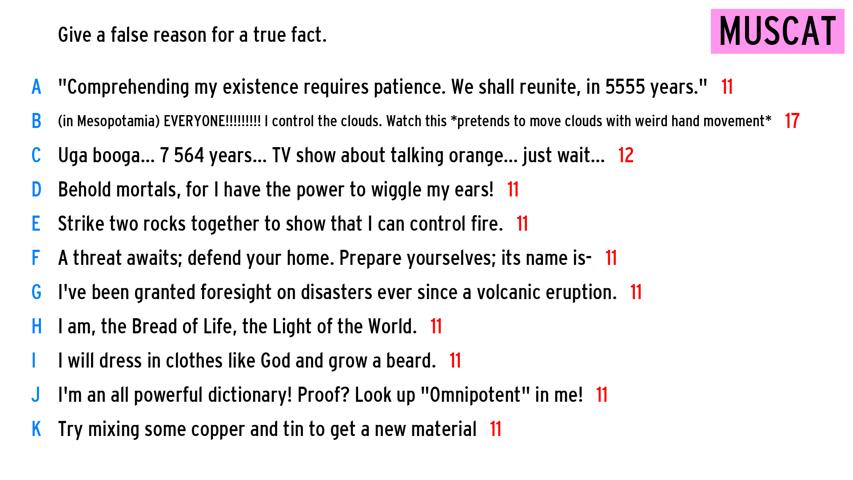 Give a false reason for a true fact.
MUSCAT
A "Comprehending my existence requires patience. We shall reunite, in 5555 years." 11
B (in Mesopotamia) EVERYONE!!!!!!!!! I control the clouds. Watch this *pretends to move clouds with weird hand movement* 17
C Uga booga... 7 564 years... TV show about talking orange... just wait... 12
D Behold mortals, for I have the power to wiggle my ears! 11
E Strike two rocks together to show that I can control fire. 11
F A threat awaits; defend your home. Prepare yourselves; its name is- 11
G I've been granted foresight on disasters ever since a volcanic eruption. 11
H I am, the Bread of Life, the Light of the World. 11
I I will dress in clothes like God and grow a beard. 11
J I'm an all powerful dictionary! Proof? Look up "Omnipotent" in me! 11
K Try mixing some copper and tin to get a new material 11